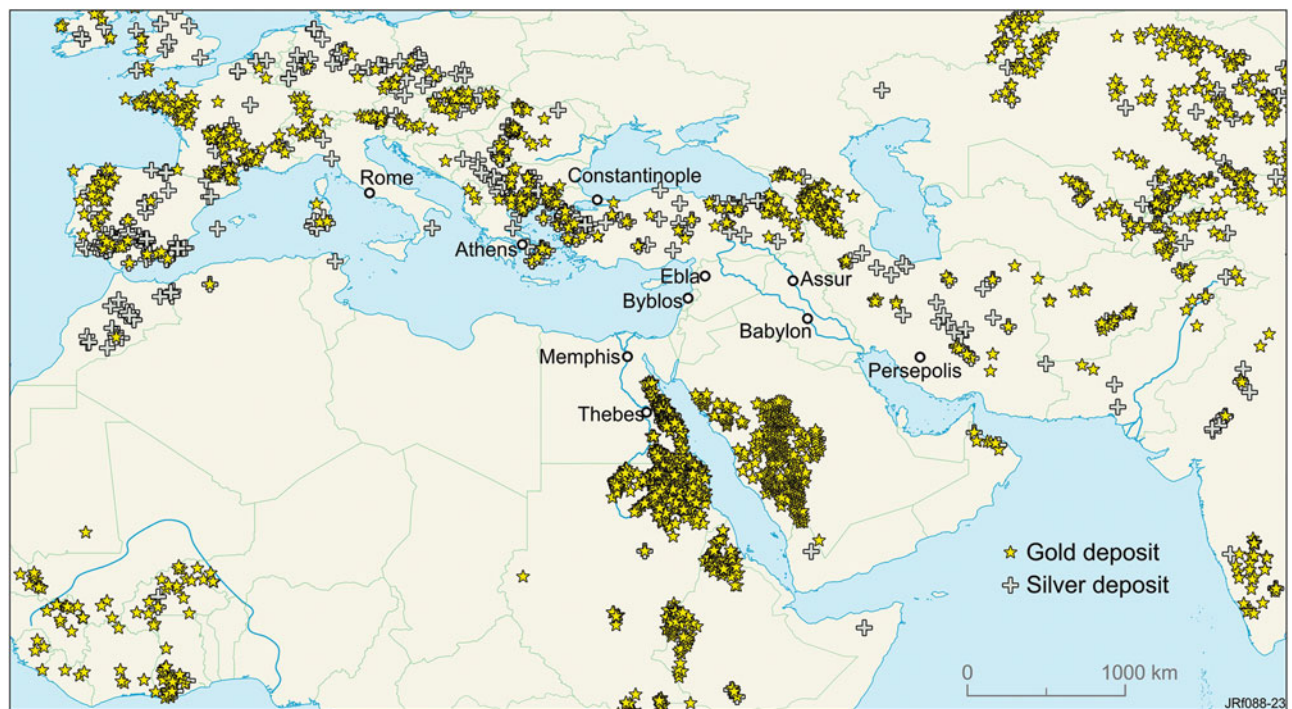 Rome
Constantinople
Athens
Ebla
Assur
Byblos
Babylon
Memphis
Persepolis
Thebes
Gold deposit
Silver deposit
0 1000 km
JRf088-23